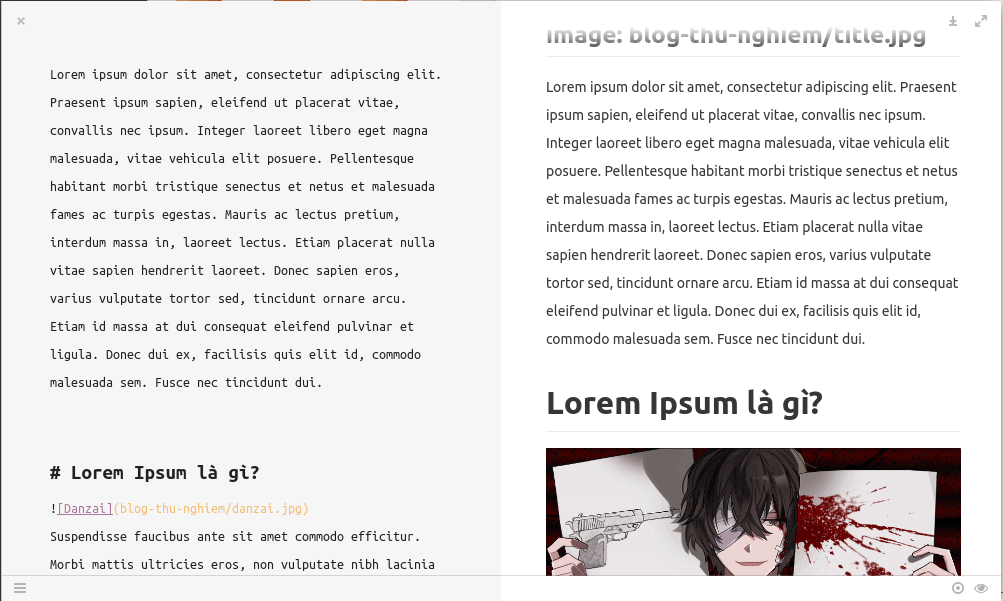 Lorem ipsum dolor sit amet, consectetur adipiscing elit.
Praesent ipsum sapien, eleifend ut placerat vitae,
convallis nec ipsum. Integer laoreet libero eget magna
malesuada, vitae vehicula elit posuere. Pellentesque
habitant morbi tristique senectus et netus et malesuada
fames ac turpis egestas. Mauris ac lectus pretium,
interdum massa in, laoreet lectus. Etiam placerat nulla
vitae sapien hendrerit laoreet. Donec sapien eros,
varius vulputate tortor sed, tincidunt ornare arcu.
Etiam id massa at dui consequat eleifend pulvinar et
ligula. Donec dui ex, facilisis quis elit id, commodo
malesuada sem. Fusce nec tincidunt dui.
# Lorem Ipsum là gì?
![Danzai](blog-thu-nghiem/danzai.jpg)
Suspendisse faucibus ante sit amet commodo efficitur.
Morbi mattis ultricies eros, non vulputate nibh lacinia
image: blog-thu-nghiem/title.jpg
Lorem ipsum dolor sit amet, consectetur adipiscing elit. Praesent
ipsum sapien, eleifend ut placerat vitae, convallis nec ipsum.
Integer laoreet libero eget magna malesuada, vitae vehicula elit
posuere. Pellentesque habitant morbi tristique senectus et netus
et malesuada fames ac turpis egestas. Mauris ac lectus pretium,
interdum massa in, laoreet lectus. Etiam placerat nulla vitae
sapien hendrerit laoreet. Donec sapien eros, varius vulputate
tortor sed, tincidunt ornare arcu. Etiam id massa at dui consequat
eleifend pulvinar et ligula. Donec dui ex, facilisis quis elit id,
commodo malesuada sem. Fusce nec tincidunt dui.
Lorem Ipsum là gì?